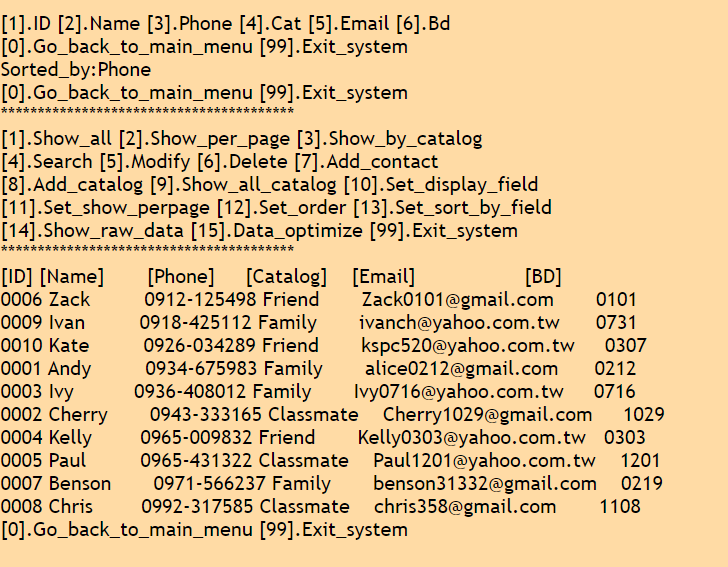 [1].ID [2].Name [3].Phone [4].Cat [5].Email [6].Bd
[0].Go_back_to_main_menu [99].Exit_system
Sorted_by:Phone
[0].Go_back_to_main_menu [99].Exit_system
***************************************
[1].Show_all [2].Show_per_page [3].Show_by_catalog
[4].Search [5].Modify [6].Delete [7].Add_contact
[8].Add_catalog [9].Show_all_catalog [10].Set_display_field
[11].Set_show_perpage [12].Set_order [13].Set_sort_by_field
[14].Show_raw_data [15].Data_optimize [99].Exit_system
***************************************
[ID] [Name] [Phone] [Catalog] [Email] [BD]
0006 Zack 0912-125498 Friend Zack0101@gmail.com 0101
0009 Ivan 0918-425112 Family ivanch@yahoo.com.tw 0731
0010 Kate 0926-034289 Friend kspc520@yahoo.com.tw 0307
0001 Andy 0934-675983 Family alice0212@gmail.com 0212
0003 Ivy 0936-408012 Family Ivy0716@yahoo.com.tw 0716
0002 Cherry 0943-333165 Classmate Cherry1029@gmail.com 1029
0004 Kelly 0965-009832 Friend Kelly0303@yahoo.com.tw 0303
0005 Paul 0965-431322 Classmate Paul1201@yahoo.com.tw 1201
0007 Benson 0971-566237 Family benson31332@gmail.com 0219
0008 Chris 0992-317585 Classmate chris358@gmail.com 1108
[0].Go_back_to_main_menu [99].Exit_system